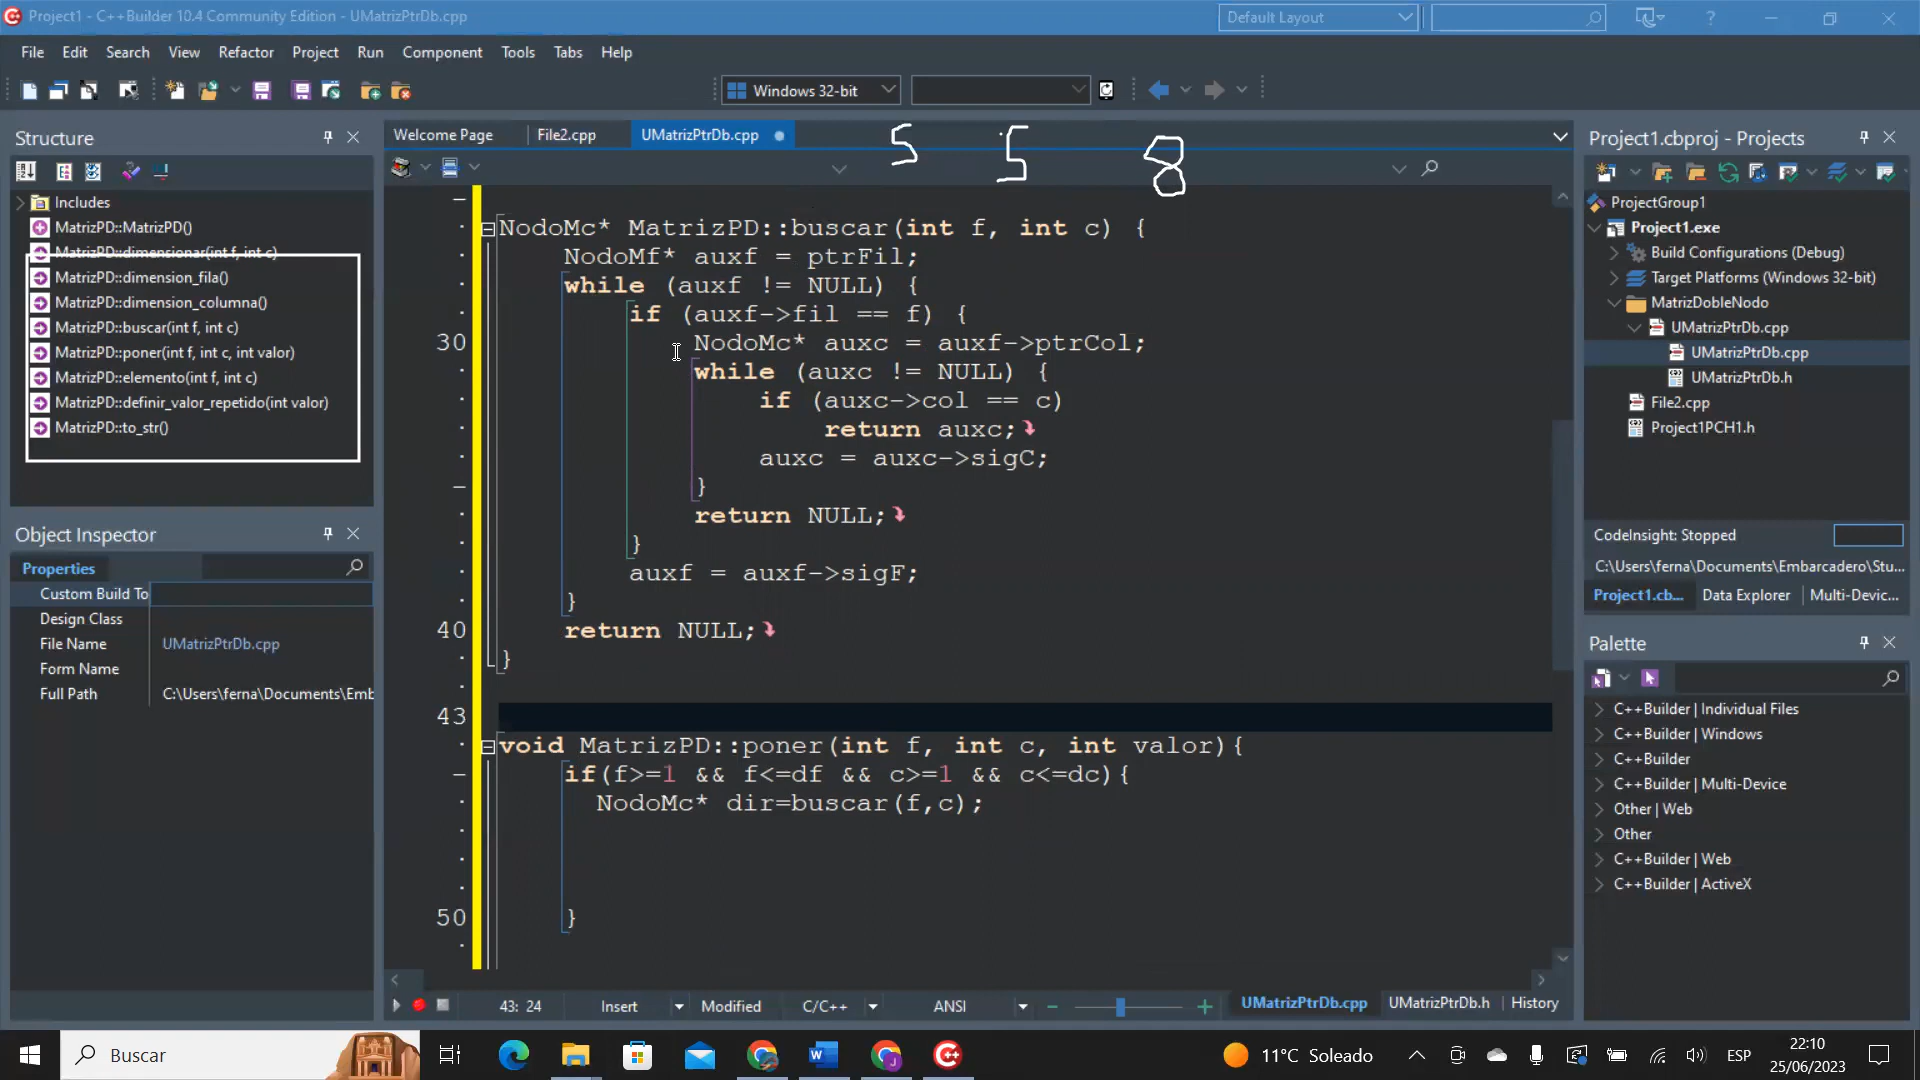 Project1 - C++Builder 10.4 Community Edition - UMatrizPtrDb.cpp
Default Layout
File Edit Search View Refactor Project Run Component Tools Tabs Help
Windows 32-bit
Structure
Includes
MatrizPD::MatrizPD()
MatrizPD::dimensionar(int f, int c)
MatrizPD::dimension_fila()
MatrizPD::dimension_columna()
MatrizPD::buscar(int f, int c)
MatrizPD::poner(int f, int c, int valor)
MatrizPD::elemento(int f, int c)
MatrizPD::definir_valor_repetido(int valor)
MatrizPD::to_str()
Object Inspector
Properties
Custom Build To
Design Class
File Name UMatrizPtrDb.cpp
Form Name
Full Path C:\Users\ferna\Documents\Emb
Welcome Page File2.cpp UMatrizPtrDb.cpp
5 5 8
NodoMc* MatrizPD::buscar(int f, int c) {
NodoMf* auxf = ptrFil;
while (auxf != NULL) {
if (auxf->fil == f) {
30 NodoMc* auxc = auxf->ptrCol;
while (auxc != NULL) {
if (auxc->col == c)
return auxc;
auxc = auxc->sigC;
}
return NULL;
}
auxf = auxf->sigF;
}
40 return NULL;
}
43
void MatrizPD::poner(int f, int c, int valor){
if(f>=1 && f<=df && c>=1 && c<=dc){
NodoMc* dir=buscar(f,c);
50 }
43: 24 Insert Modified C/C++ ANSI UMatrizPtrDb.cpp UMatrizPtrDb.h History
Project1.cbproj - Projects
ProjectGroup1
Project1.exe
Build Configurations (Debug)
Target Platforms (Windows 32-bit)
MatrizDobleNodo
UMatrizPtrDb.cpp
UMatrizPtrDb.cpp
UMatrizPtrDb.h
File2.cpp
Project1PCH1.h
CodeInsight: Stopped
C:\Users\ferna\Documents\Embarcadero\Stu...
Project1.cb... Data Explorer Multi-Devic...
Palette
C++Builder | Individual Files
C++Builder | Windows
C++Builder
C++Builder | Multi-Device
Other | Web
Other
C++Builder | Web
C++Builder | ActiveX
Buscar
11°C Soleado
ESP
22:10
25/06/2023